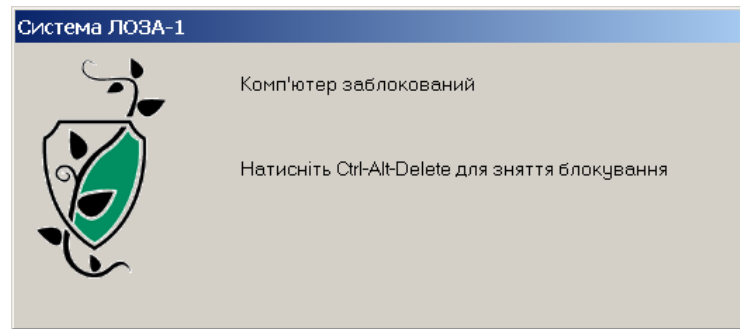 Система ЛОЗА-1
Комп'ютер заблокований
Натисніть Ctrl-Alt-Delete для зняття блокування